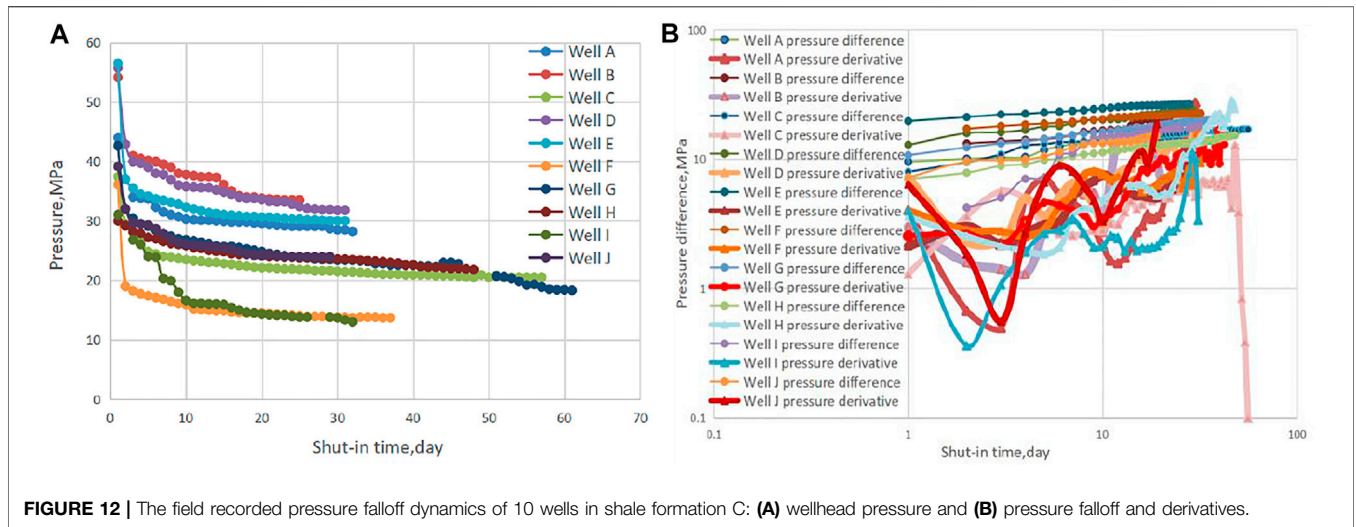 A
60
50
40
30
20
10
0
Pressure,MPa
0 10 20 30 40 50 60 70
Shut-in time,day
Well A
Well B
Well C
Well D
Well E
Well F
Well G
Well H
Well I
Well J
B
100
10
1
0.1
Pressure difference,MPa
0.1 1 10 100
Shut-in time,day
Well A pressure difference
Well A pressure derivative
Well B pressure difference
Well B pressure derivative
Well C pressure difference
Well C pressure derivative
Well D pressure difference
Well D pressure derivative
Well E pressure difference
Well E pressure derivative
Well F pressure difference
Well F pressure derivative
Well G pressure difference
Well G pressure derivative
Well H pressure difference
Well H pressure derivative
Well I pressure difference
Well I pressure derivative
Well J pressure difference
Well J pressure derivative
FIGURE 12 | The field recorded pressure falloff dynamics of 10 wells in shale formation C: (A) wellhead pressure and (B) pressure falloff and derivatives.